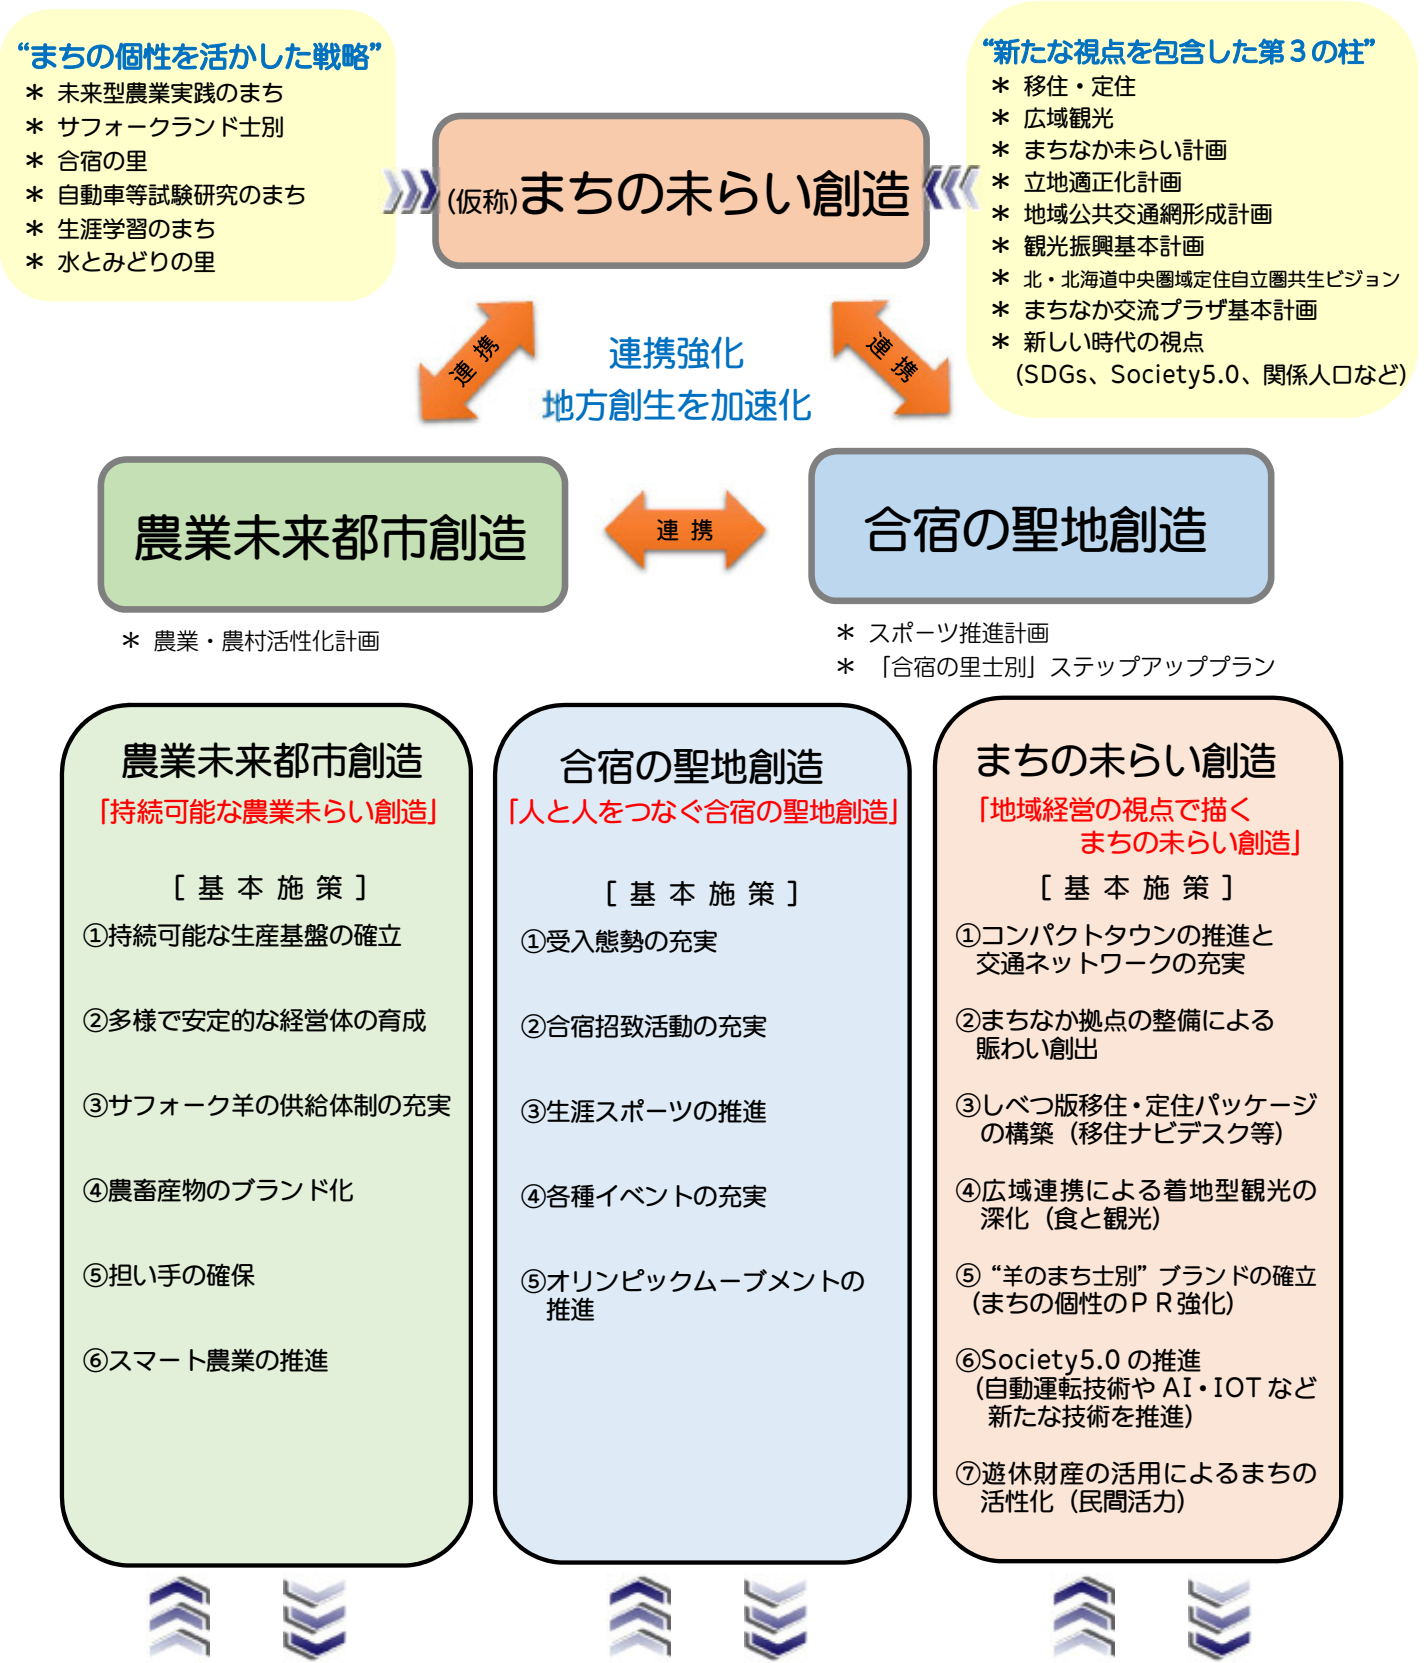 “まちの個性を活かした戦略”
＊ 未来型農業実践のまち
＊ サフォークランド士別
＊ 合宿の里
＊ 自動車等試験研究のまち
＊ 生涯学習のまち
＊ 水とみどりの里
(仮称)まちの未らい創造
“新たな視点を包含した第３の柱”
＊ 移住・定住
＊ 広域観光
＊ まちなか未らい計画
＊ 立地適正化計画
＊ 地域公共交通網形成計画
＊ 観光振興基本計画
＊ 北・北海道中央圏域定住自立圏共生ビジョン
＊ まちなか交流プラザ基本計画
＊ 新しい時代の視点
(SDGs、Society5.0、関係人口など)
連携
連携強化
地方創生を加速化
連携
農業未来都市創造
連携
合宿の聖地創造
＊ 農業・農村活性化計画
＊ スポーツ推進計画
＊ 「合宿の里士別」ステップアッププラン
農業未来都市創造
「持続可能な農業未らい創造」
［基本施策］
①持続可能な生産基盤の確立
②多様で安定的な経営体の育成
③サフォーク羊の供給体制の充実
④農畜産物のブランド化
⑤担い手の確保
⑥スマート農業の推進
合宿の聖地創造
「人と人をつなぐ合宿の聖地創造」
［基本施策］
①受入態勢の充実
②合宿招致活動の充実
③生涯スポーツの推進
④各種イベントの充実
⑤オリンピックムーブメントの
推進
まちの未らい創造
「地域経営の視点で描く
まちの未らい創造」
［基本施策］
①コンパクトタウンの推進と
交通ネットワークの充実
②まちなか拠点の整備による
賑わい創出
③しべつ版移住・定住パッケージ
の構築（移住ナビデスク等）
④広域連携による着地型観光の
深化（食と観光）
⑤“羊のまち士別”ブランドの確立
（まちの個性のＰＲ強化）
⑥Society5.0 の推進
（自動運転技術や AI・IOT など
新たな技術を推進）
⑦遊休財産の活用によるまちの
活性化（民間活力）